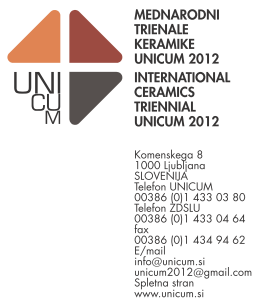 MEDNARODNI
TRIENALE
KERAMIKE
UNICUM 2012
INTERNATIONAL
CERAMICS
TRIENNIAL
UNICUM 2012
UNI
CU
M
Komenskega 8
1000 Ljubljana
SLOVENIJA
Telefon UNICUM
00386 (0)1 433 03 80
Telefon ZDSLU
00386 (0)1 433 04 64
fax
00386 (0)1 434 94 62
E/mail
info@unicum.si
unicum2012@gmail.com
Spletna stran
www.unicum.si